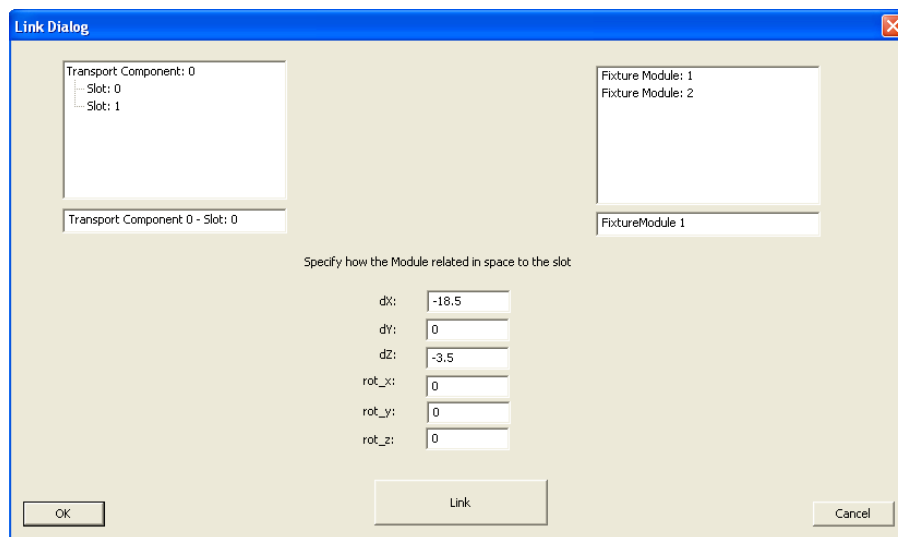 Link Dialog
Transport Component: 0
Slot: 0
Slot: 1
Transport Component 0 - Slot: 0
Fixture Module: 1
Fixture Module: 2
FixtureModule 1
Specify how the Module related in space to the slot
dX: -18.5
dY: 0
dZ: -3.5
rot_x: 0
rot_y: 0
rot_z: 0
OK
Link
Cancel